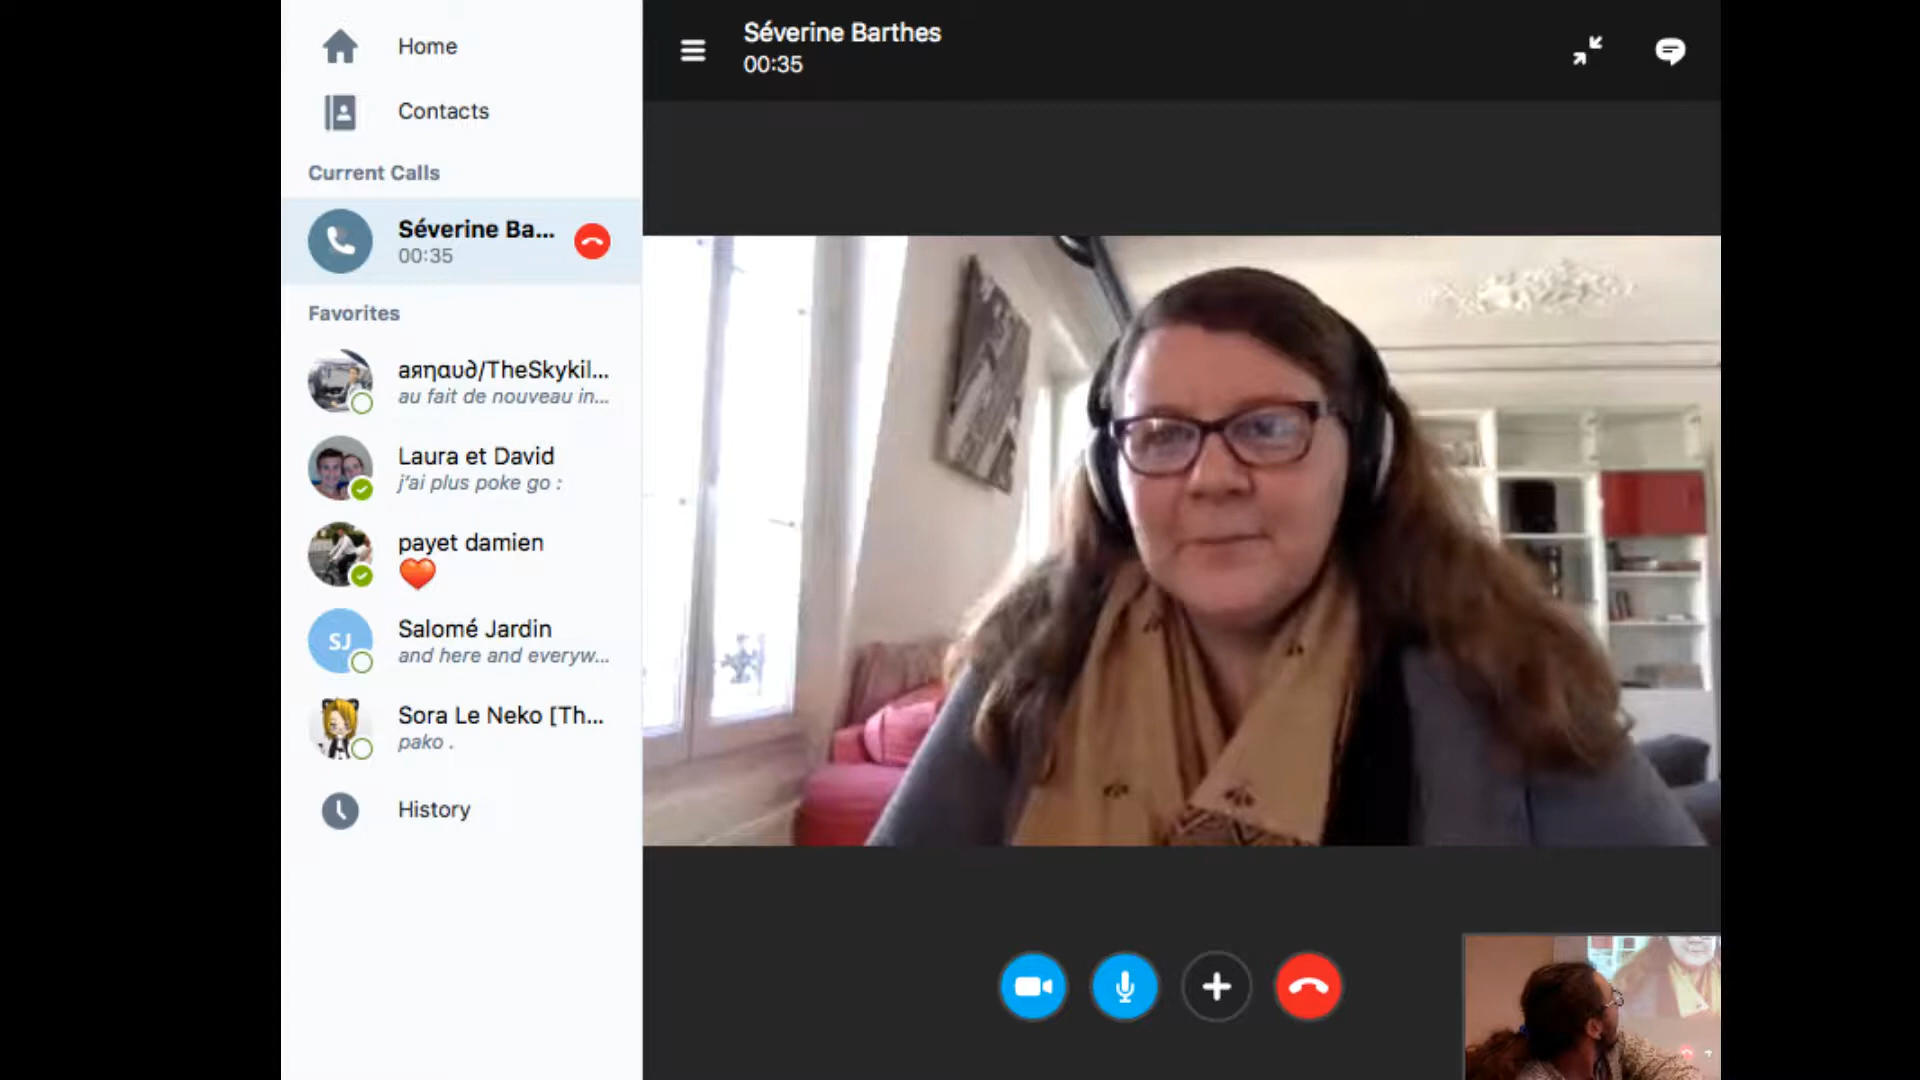 Home
Contacts
Current Calls
Séverine Ba...
00:35
Favorites
aяηαυ∂/TheSkykil...
au fait de nouveau in...
Laura et David
j'ai plus poke go :
payet damien
SJ
Salomé Jardin
and here and everyw...
Sora Le Neko [Th...
pako .
History
Séverine Barthes
00:35